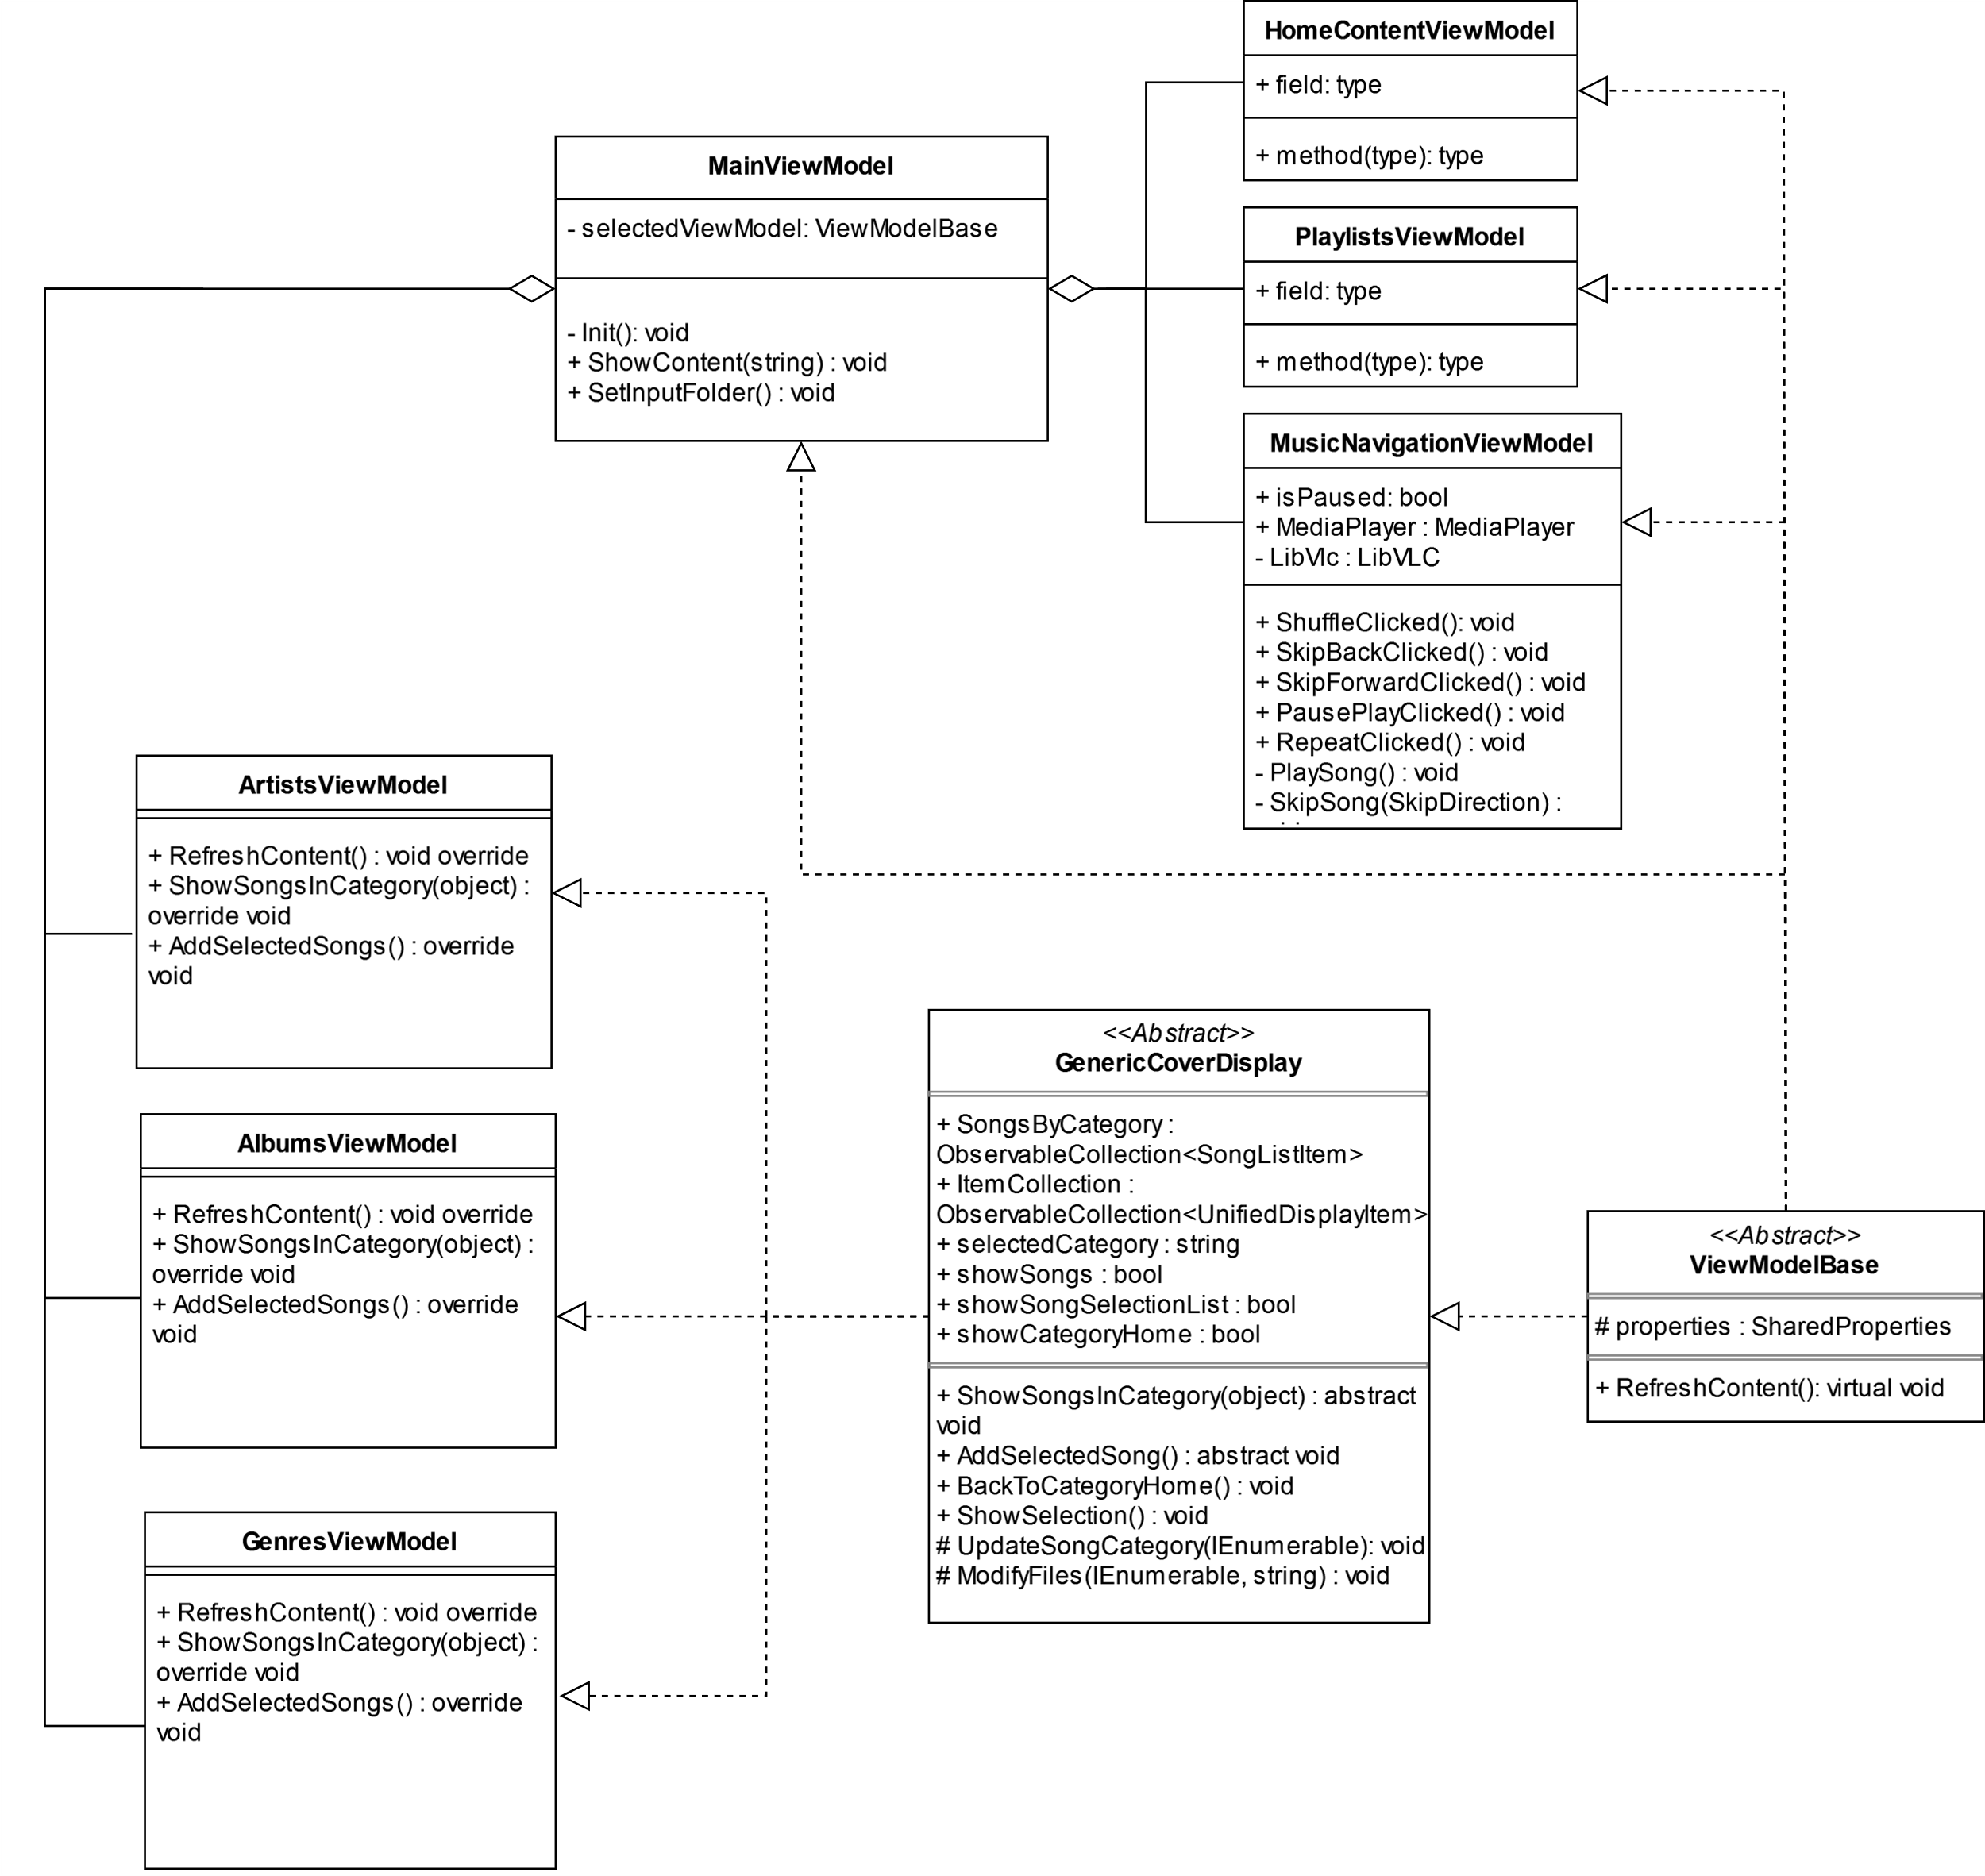 HomeContentViewModel
+ field: type
+ method(type): type
MainViewModel
- selectedViewModel: ViewModelBase
- Init(): void
+ ShowContent(string) : void
+ SetInputFolder() : void
PlaylistsViewModel
+ field: type
+ method(type): type
MusicNavigationViewModel
+ isPaused: bool
+ MediaPlayer : MediaPlayer
- LibVlc : LibVLC
+ ShuffleClicked(): void
+ SkipBackClicked() : void
+ SkipForwardClicked() : void
+ PausePlayClicked() : void
+ RepeatClicked() : void
- PlaySong() : void
- SkipSong(SkipDirection) :
ArtistsViewModel
+ RefreshContent() : void override
+ ShowSongsInCategory(object) :
override void
+ AddSelectedSongs() : override
void
AlbumsViewModel
+ RefreshContent() : void override
+ ShowSongsInCategory(object) :
override void
+ AddSelectedSongs() : override
void
GenresViewModel
+ RefreshContent() : void override
+ ShowSongsInCategory(object) :
override void
+ AddSelectedSongs() : override
void
<<Abstract>>
GenericCoverDisplay
+ SongsByCategory :
ObservableCollection<SongListItem>
+ ItemCollection :
ObservableCollection<UnifiedDisplayItem>
+ selectedCategory : string
+ showSongs : bool
+ showSongSelectionList : bool
+ showCategoryHome : bool
+ ShowSongsInCategory(object) : abstract
void
+ AddSelectedSong() : abstract void
+ BackToCategoryHome() : void
+ ShowSelection() : void
# UpdateSongCategory(IEnumerable): void
# ModifyFiles(IEnumerable, string) : void
<<Abstract>>
ViewModelBase
# properties : SharedProperties
+ RefreshContent(): virtual void